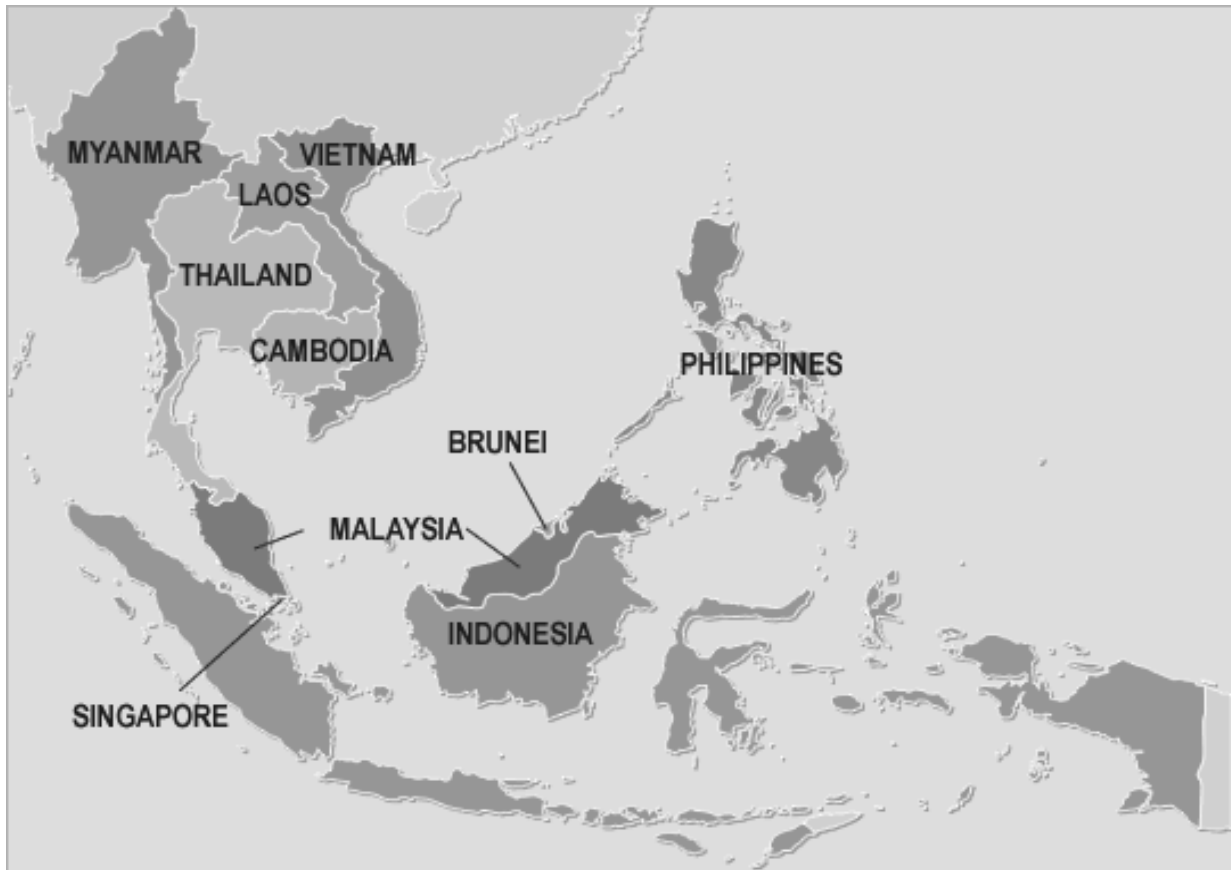 MYANMAR
VIETNAM
LAOS
THAILAND
CAMBODIA
PHILIPPINES
BRUNEI
MALAYSIA
INDONESIA
SINGAPORE